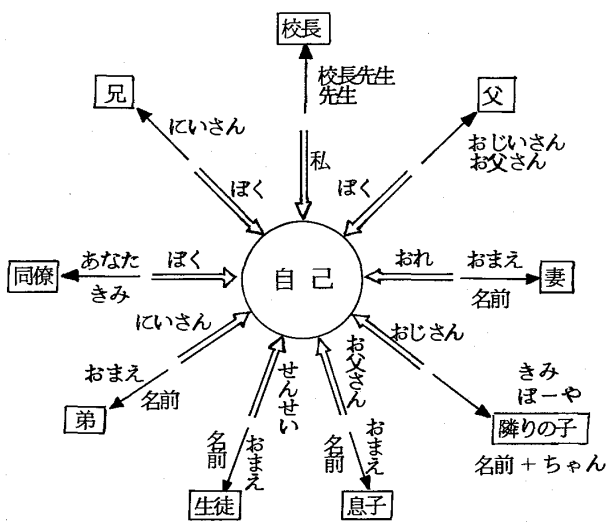 校長
校長先生
先生
私
兄
にいさん
ぼく
父
おじいさん
お父さん
ぼく
同僚
あなた
きみ
ぼく
自己
おれ
おまえ
名前
妻
にいさん
おまえ
名前
弟
せんせい
おまえ
名前
生徒
お父さん
おまえ
名前
息子
おじさん
きみ
ぼーや
隣りの子
名前+ちゃん